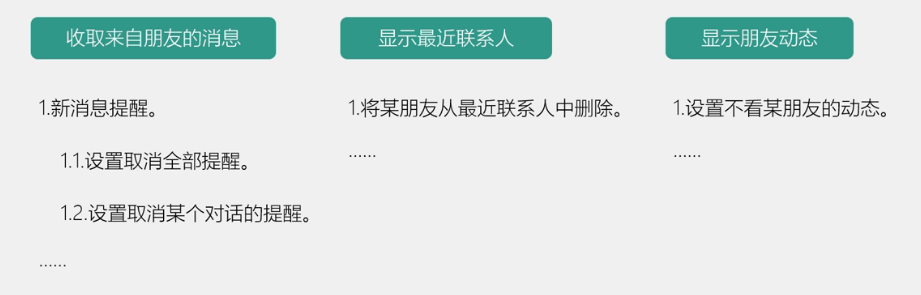 收取来自朋友的消息
1.新消息提醒。
1.1.设置取消全部提醒。
1.2.设置取消某个对话的提醒。
......
显示最近联系人
1.将某朋友从最近联系人中删除。
......
显示朋友动态
1.设置不看某朋友的动态。
......